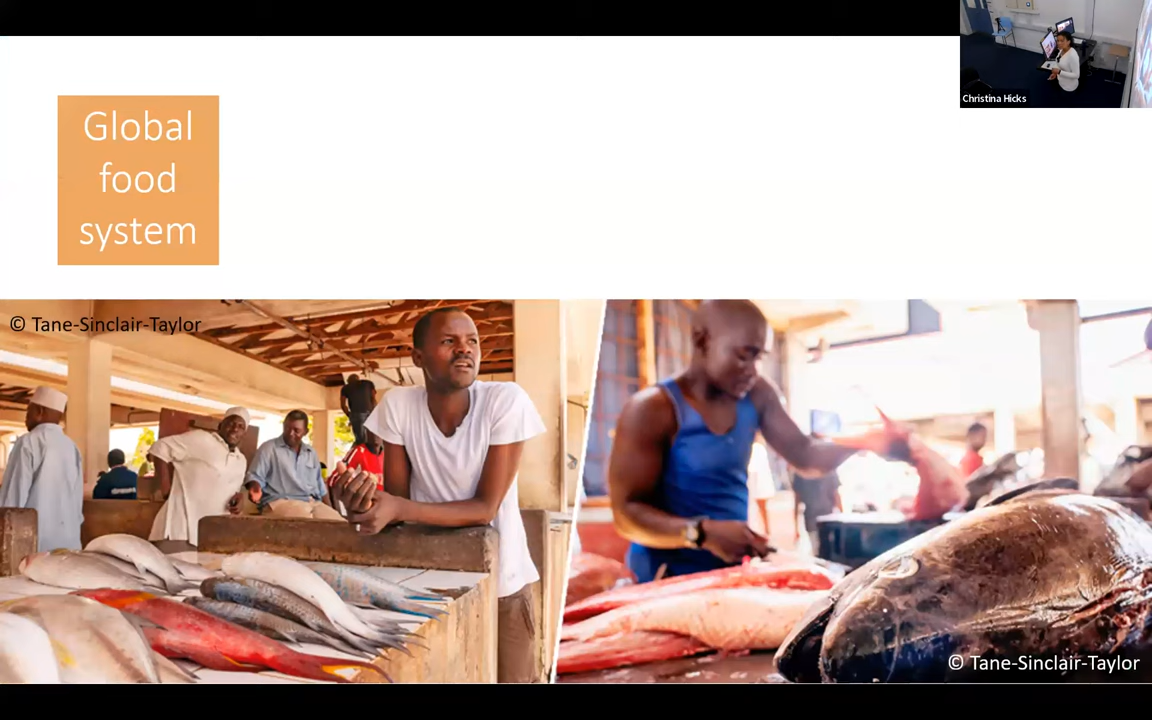 Christina Hicks
Global
food
system
© Tane-Sinclair-Taylor
© Tane-Sinclair-Taylor